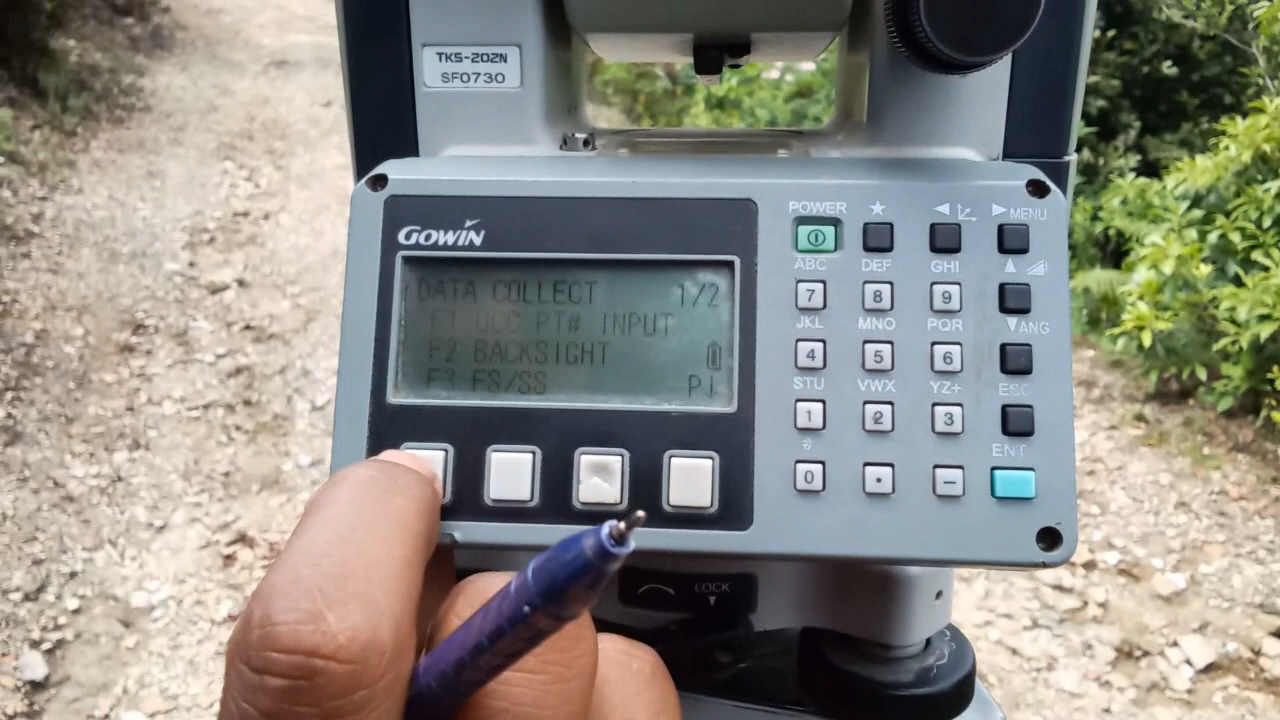 TKS-202N
SF0730
GOWIN
DATA COLLECT 1/2
F1 OCC PT# INPUT
F2 BACKSIGHT
F3 FS/SS P↓
POWER ★ ◀ ▶ MENU
ABC DEF GHI ▲
7 8 9
JKL MNO PQR ▼ ANG
4 5 6
STU VWX YZ+ ESC
1 2 3
# ENT
0 • −
LOCK
▼